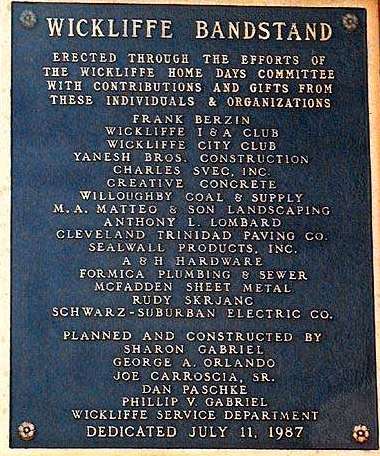 WICKLIFFE BANDSTAND
ERECTED THROUGH THE EFFORTS OF
THE WICKLIFFE HOME DAYS COMMITTEE
WITH CONTRIBUTIONS AND GIFTS FROM
THESE INDIVIDUALS & ORGANIZATIONS
FRANK BERZIN
WICKLIFFE I & A CLUB
WICKLIFFE CITY CLUB
YANESH BROS. CONSTRUCTION
CHARLES SVEC, INC.
CREATIVE CONCRETE
WILLOUGHBY COAL & SUPPLY
M. A. MATTEO & SON LANDSCAPING
ANTHONY L. LOMBARD
CLEVELAND TRINIDAD PAVING CO.
SEALWALL PRODUCTS, INC.
A & H HARDWARE
FORMICA PLUMBING & SEWER
MCFADDEN SHEET METAL
RUDY SKRJANC
SCHWARZ-SUBURBAN ELECTRIC CO.
PLANNED AND CONSTRUCTED BY
SHARON GABRIEL
GEORGE A. ORLANDO
JOE CARROSCIA, SR.
DAN PASCHKE
PHILLIP V. GABRIEL
WICKLIFFE SERVICE DEPARTMENT
DEDICATED JULY 11, 1987